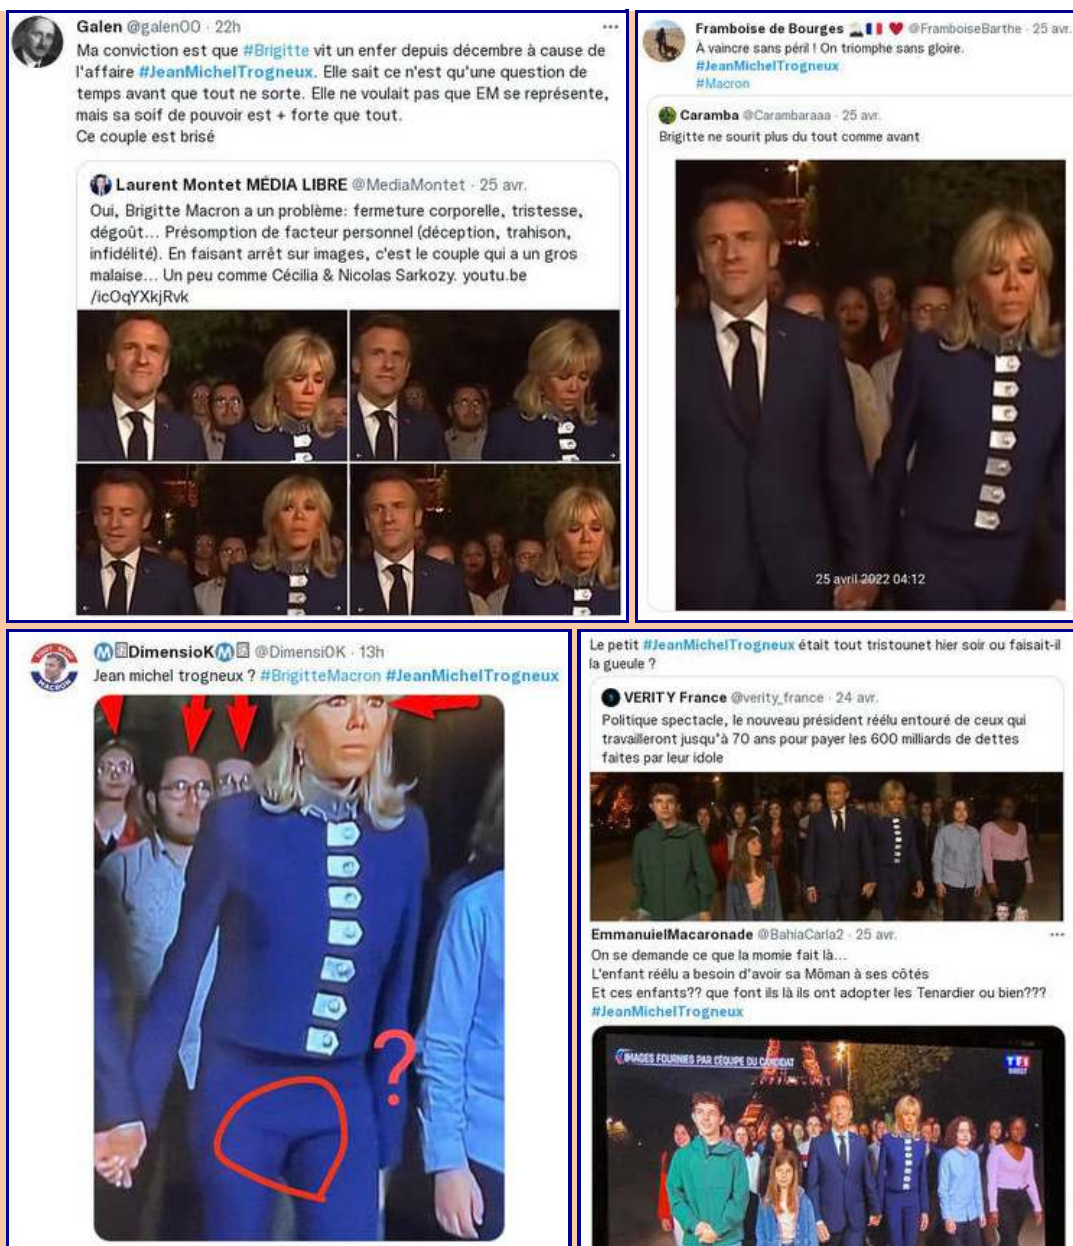 Galen @galen00 · 22h
Ma conviction est que #Brigitte vit un enfer depuis décembre à cause de
l'affaire #JeanMichelTrogneux. Elle sait ce n'est qu'une question de
temps avant que tout ne sorte. Elle ne voulait pas que EM se représente,
mais sa soif de pouvoir est + forte que tout.
Ce couple est brisé
Laurent Montet MÉDIA LIBRE @MediaMontet · 25 avr.
Oui, Brigitte Macron a un problème: fermeture corporelle, tristesse,
dégoût... Présomption de facteur personnel (déception, trahison,
infidélité). En faisant arrêt sur images, c'est le couple qui a un gros
malaise... Un peu comme Cécilia & Nicolas Sarkozy. youtu.be
/icOqYXkjRvk
Framboise de Bourges @FramboiseBarthe · 25 avr.
À vaincre sans péril ! On triomphe sans gloire.
#JeanMichelTrogneux
#Macron
Caramba @Carambaraaa · 25 avr.
Brigitte ne sourit plus du tout comme avant
25 avril 2022 04:12
TOUT SAUF
MACRON
DimensioK @Dimensi0K · 13h
Jean michel trogneux ? #BrigitteMacron #JeanMichelTrogneux
?
Le petit #JeanMichelTrogneux était tout tristounet hier soir ou faisait-il
la gueule ?
VERITY France @verity_france · 24 avr.
Politique spectacle, le nouveau président réélu entouré de ceux qui
travailleront jusqu'à 70 ans pour payer les 600 milliards de dettes
faites par leur idole
EmmanuielMacaronade @BahiaCarla2 · 25 avr.
On se demande ce que la momie fait là...
L'enfant réélu a besoin d'avoir sa Môman à ses côtés
Et ces enfants?? que font ils là ils ont adopter les Tenardier ou bien???
#JeanMichelTrogneux
IMAGES FOURNIES PAR L'ÉQUIPE DU CANDIDAT
TF1
DIRECT